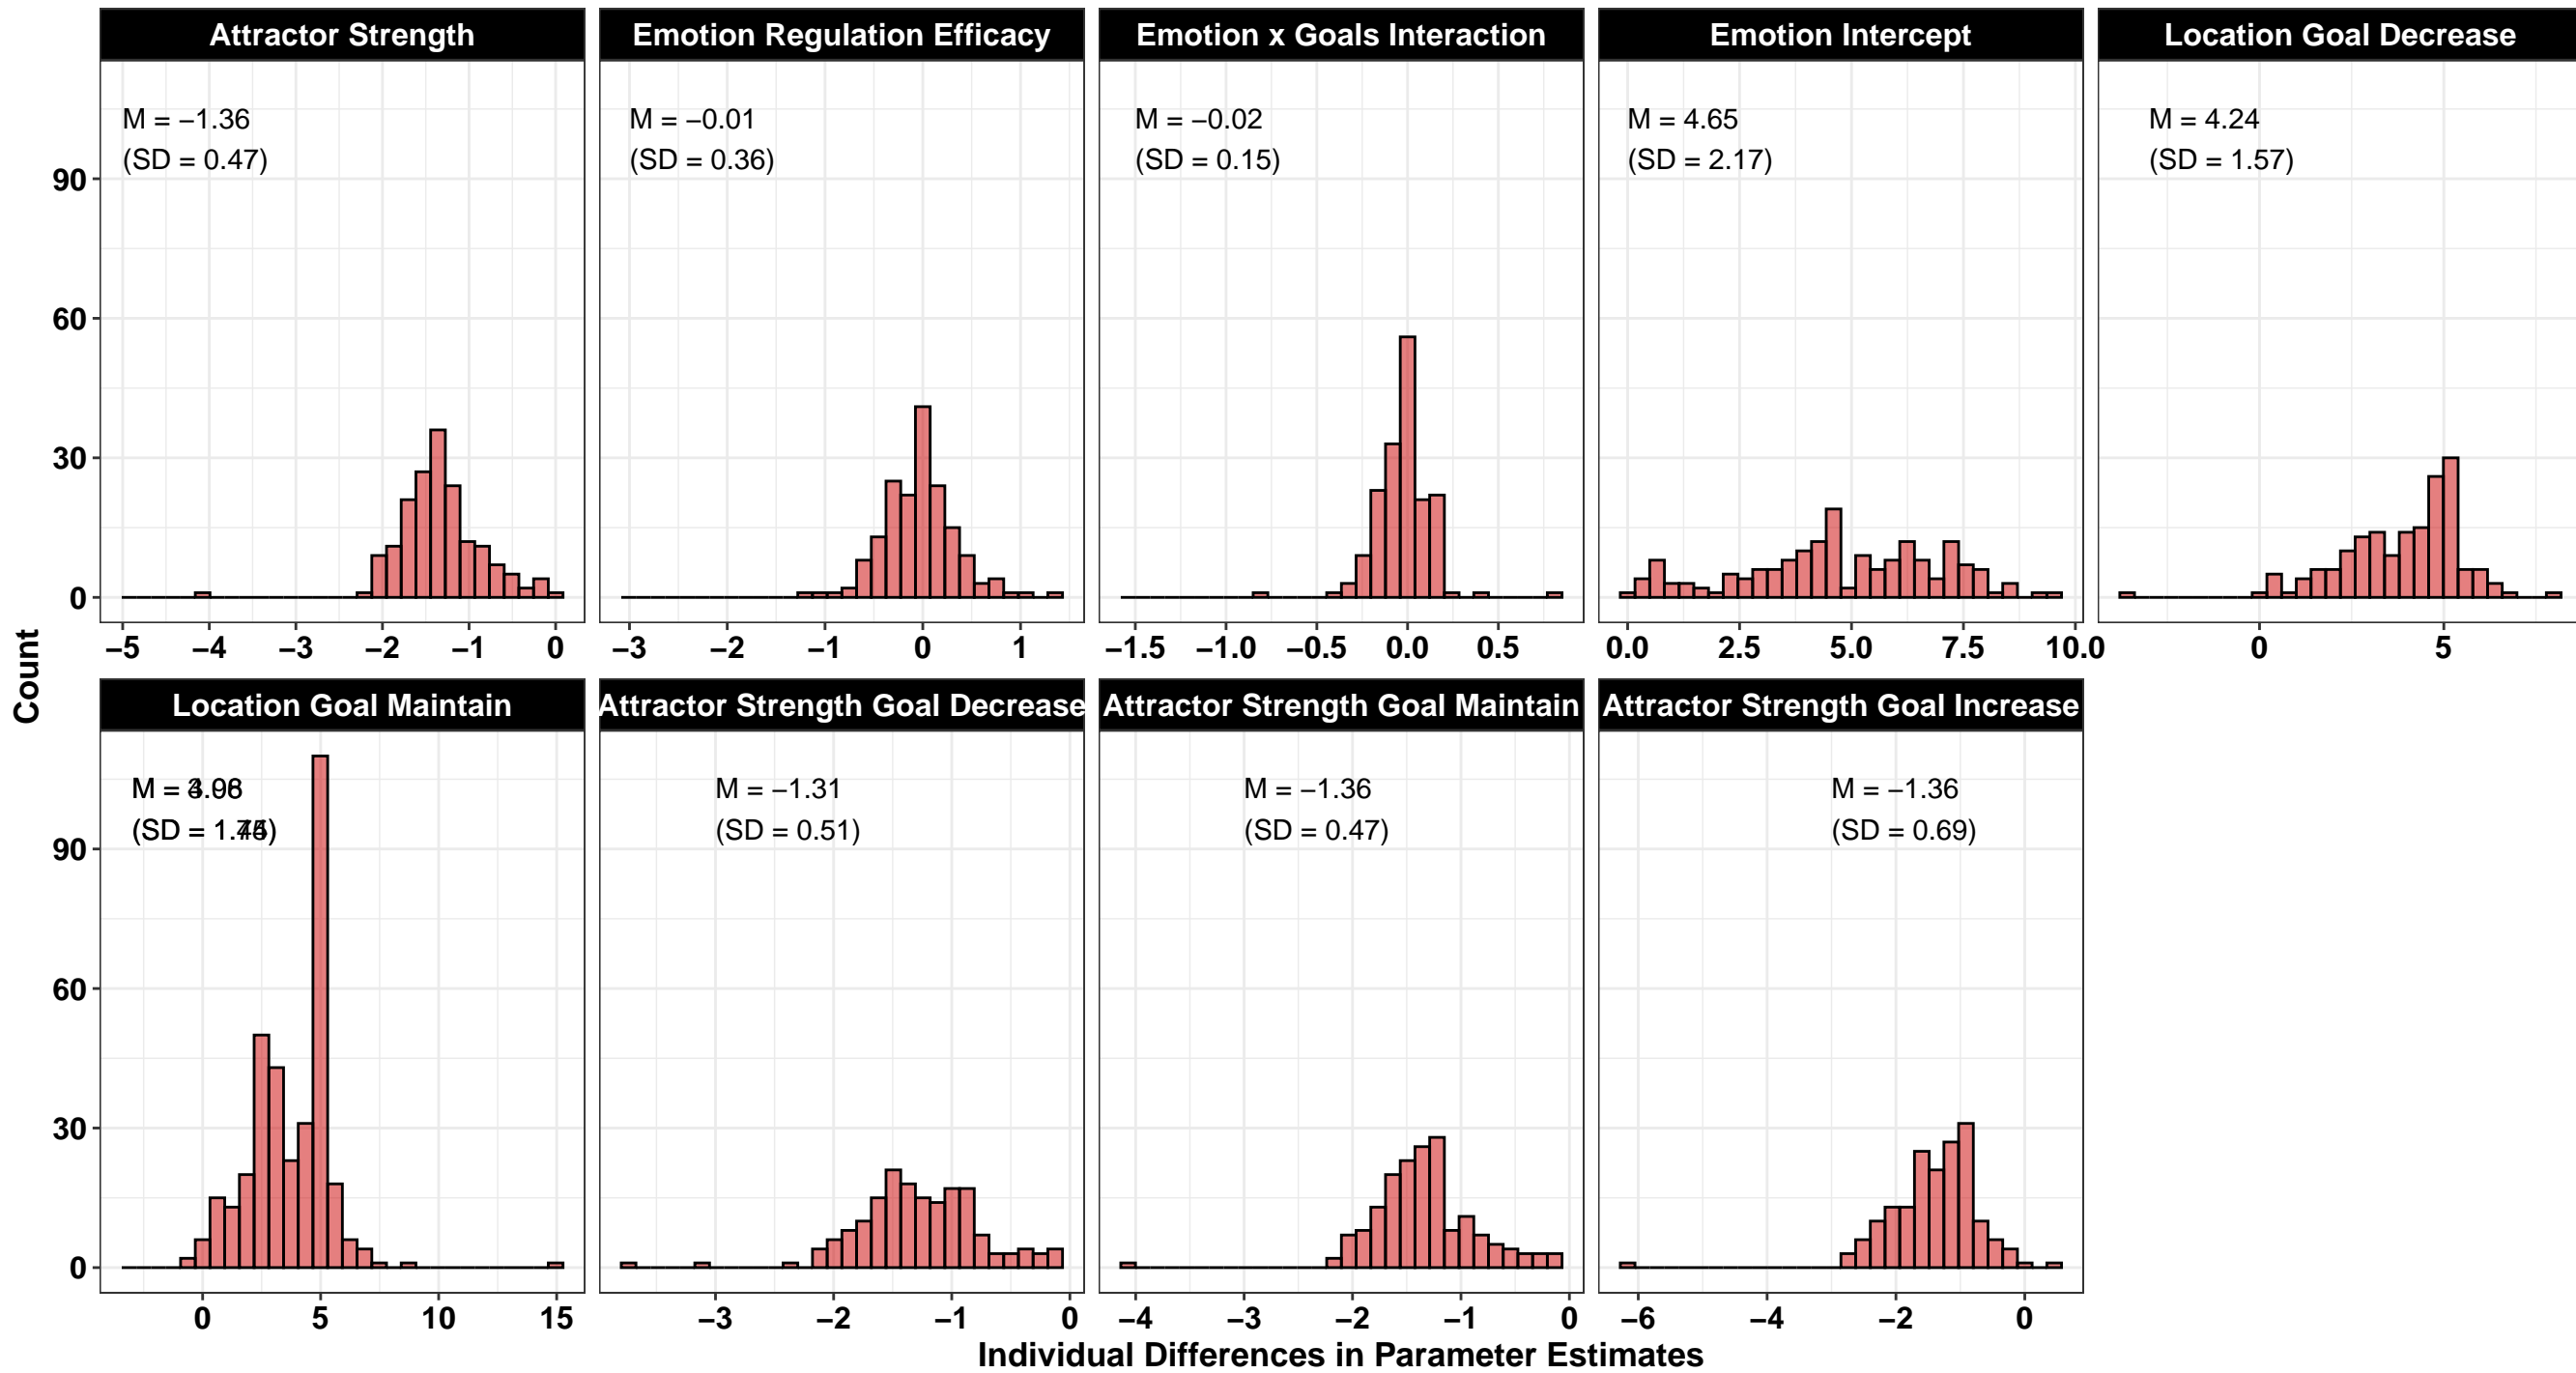 Attractor Strength
Emotion Regulation Efficacy
Emotion x Goals Interaction
Emotion Intercept
Location Goal Decrease
M = −1.36
(SD = 0.47)
M = −0.01
(SD = 0.36)
M = −0.02
(SD = 0.15)
M = 4.65
(SD = 2.17)
M = 4.24
(SD = 1.57)
90
60
30
0
−5 −4 −3 −2 −1 0
−3 −2 −1 0 1
−1.5 −1.0 −0.5 0.0 0.5
0.0 2.5 5.0 7.5 10.0
0 5
Count
Location Goal Maintain
Attractor Strength Goal Decrease
Attractor Strength Goal Maintain
Attractor Strength Goal Increase
M =
(SD =
M = −1.31
(SD = 0.51)
M = −1.36
(SD = 0.47)
M = −1.36
(SD = 0.69)
90
60
30
0
0 5 10 15
−3 −2 −1 0
−4 −3 −2 −1 0
−6 −4 −2 0
Individual Differences in Parameter Estimates